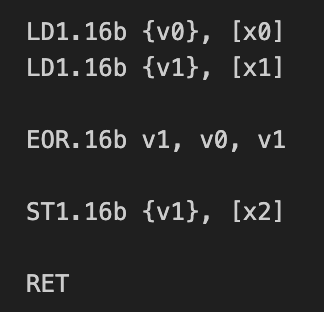 LD1.16b {v0}, [x0]
LD1.16b {v1}, [x1]
EOR.16b v1, v0, v1
ST1.16b {v1}, [x2]
RET